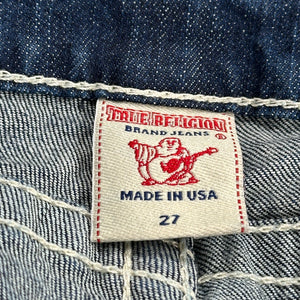 TRUE RELIGION
BRAND JEANS
®
MADE IN USA
27